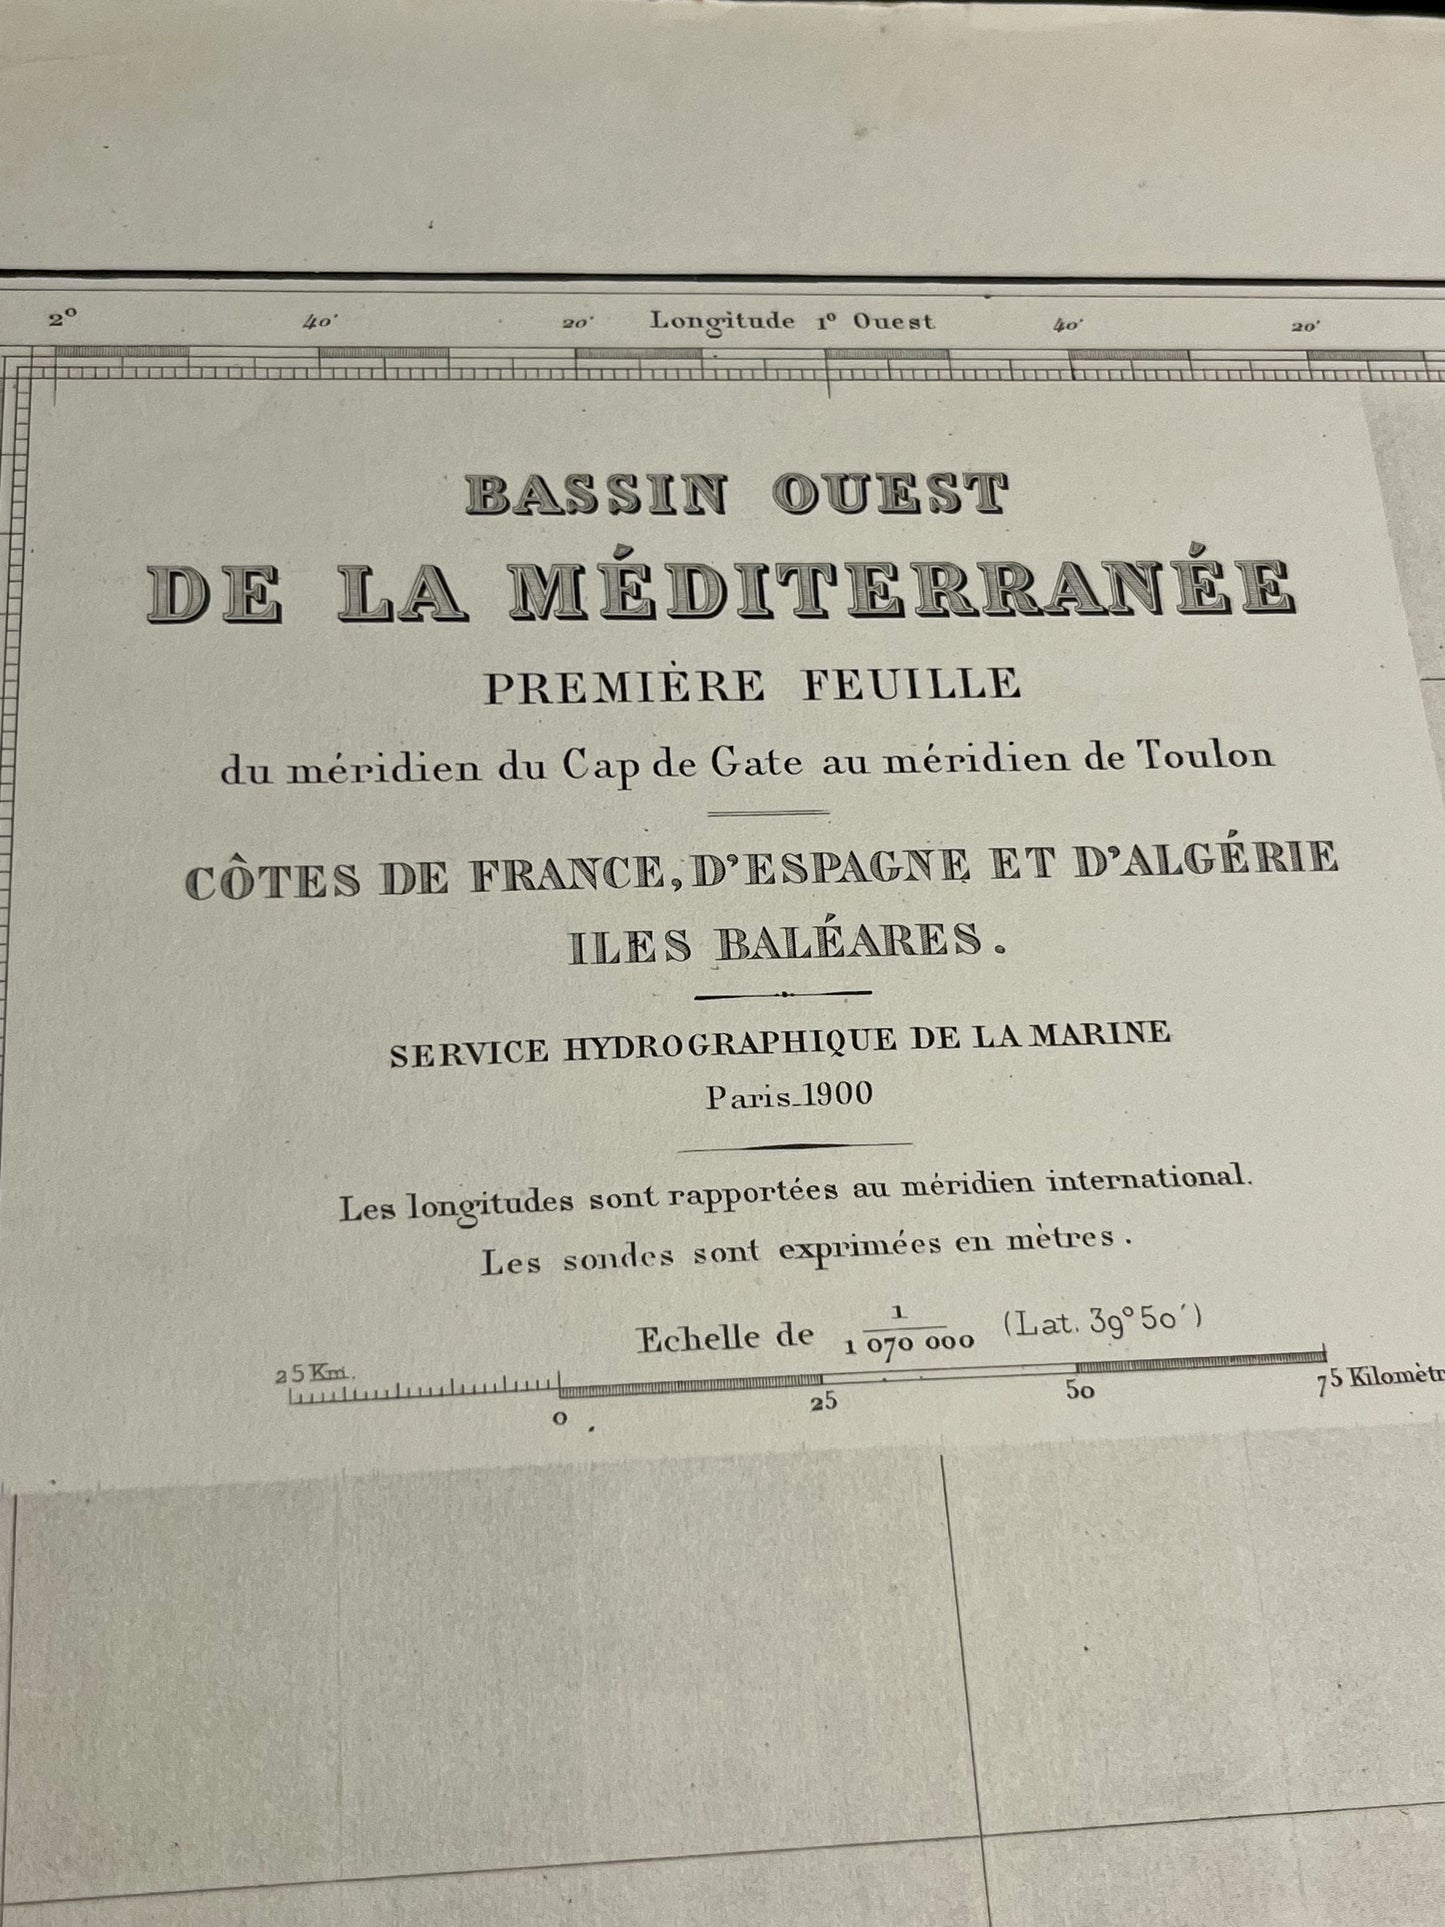 2° 40' 20' Longitude 1° Ouest 40' 20'
BASSIN OUEST
DE LA MÉDITERRANÉE
PREMIÈRE FEUILLE
du méridien du Cap de Gate au méridien de Toulon
CÔTES DE FRANCE, D'ESPAGNE ET D'ALGÉRIE
ILES BALÉARES.
SERVICE HYDROGRAPHIQUE DE LA MARINE
Paris_1900
Les longitudes sont rapportées au méridien international.
Les sondes sont exprimées en mètres.
Echelle de 1/1 070 000 (Lat. 39° 50′)
25 Km.
0 25 50 75 Kilomètr